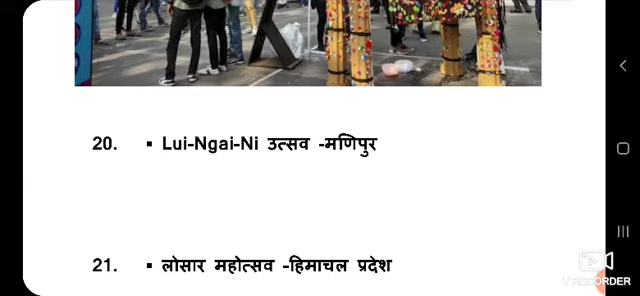 20. ▪ Lui-Ngai-Ni उत्सव -मणिपुर
21. ▪ लोसार महोत्सव -हिमाचल प्रदेश
V RECORDER